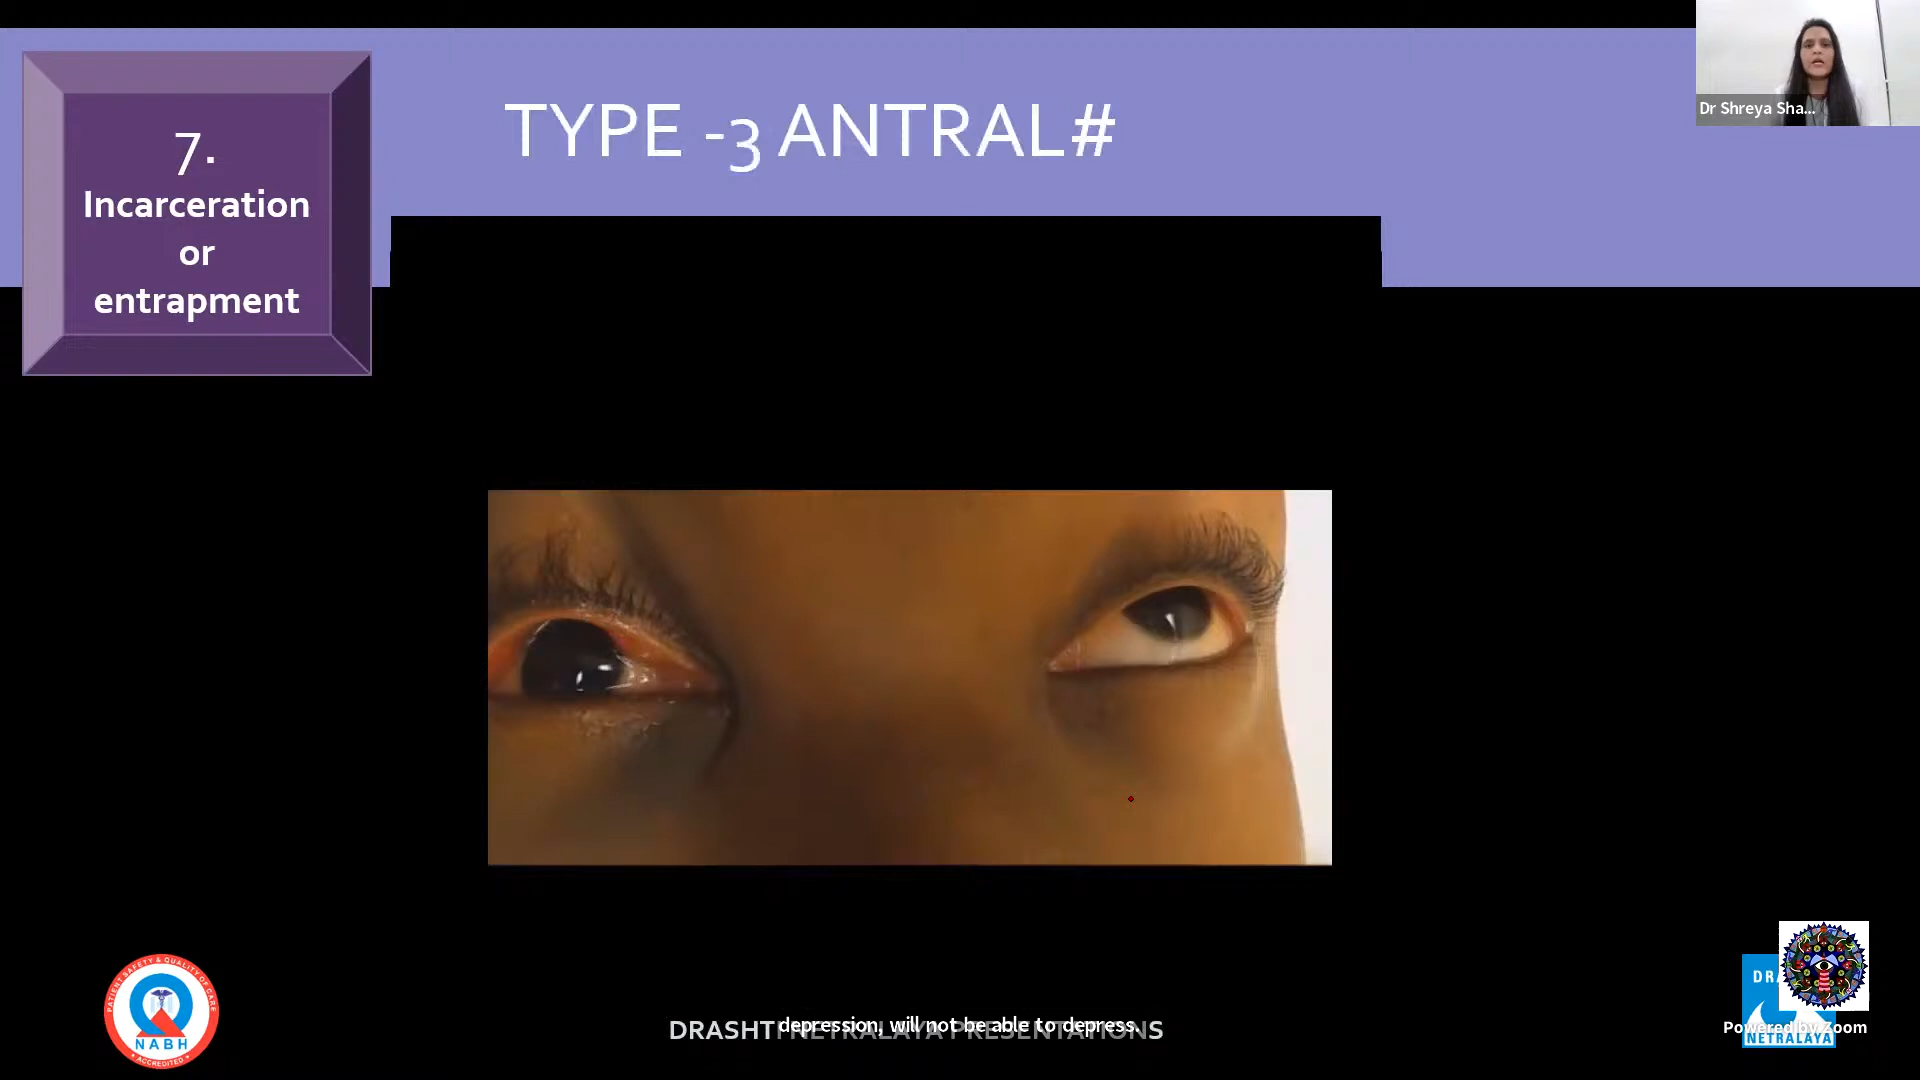 TYPE -3 ANTRAL#
7.
Incarceration
or
entrapment
Dr Shreya Sha...
PATIENT SAFETY & QUALITY OF CARE
NABH
ACCREDITED
DRASHTI NETRALAYA PRESENTATIONS
depression, will not be able to depress.
DRA
NETRALAYA
Powered by Zoom